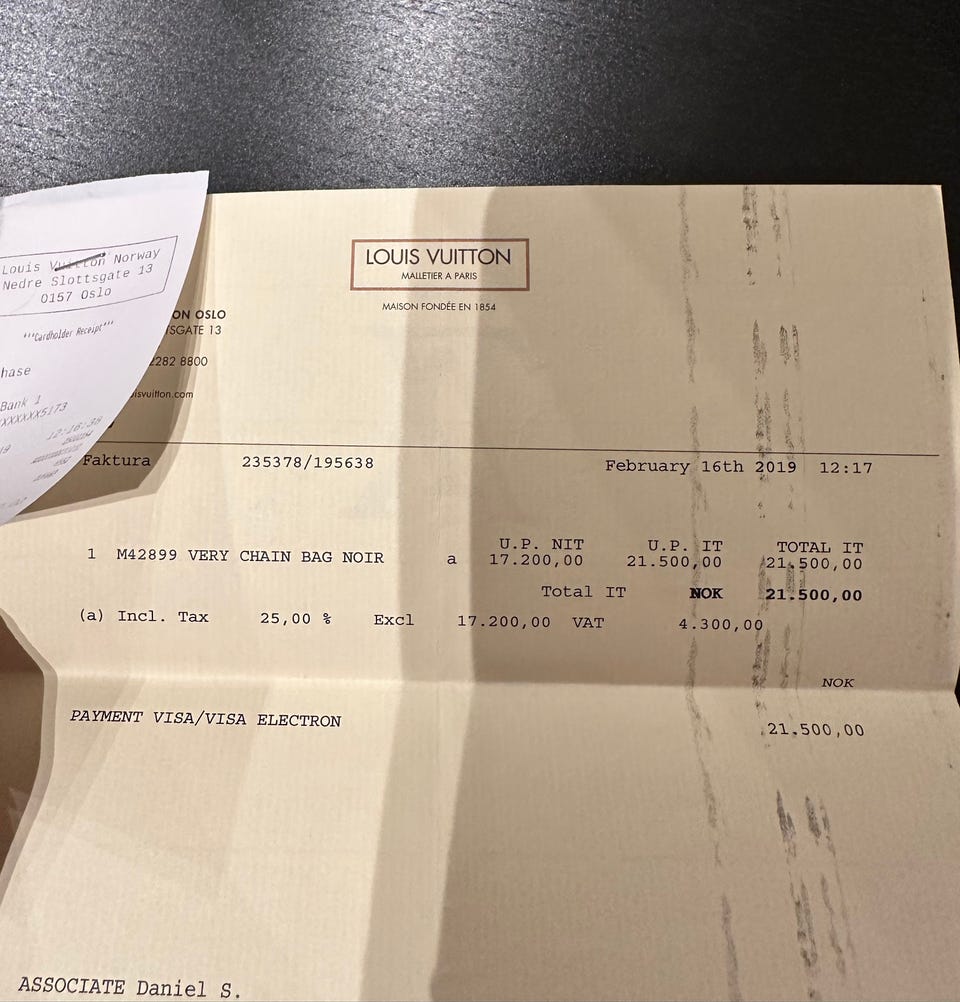 Louis Vuitton Norway
Nedre Slottsgate 13
0157 Oslo
***Cardholder Receipt***
hase
Bank 1
XXXXXXX5173
19 12:16:38
LOUIS VUITTON
MALLETIER A PARIS
MAISON FONDÉE EN 1854
ON OSLO
SGATE 13
2282 8800
isvuitton.com
Faktura 235378/195638 February 16th 2019 12:17
U.P. NIT U.P. IT TOTAL IT
1 M42899 VERY CHAIN BAG NOIR a 17.200,00 21.500,00 21.500,00
Total IT NOK 21.500,00
(a) Incl. Tax 25,00 % Excl 17.200,00 VAT 4.300,00
NOK
PAYMENT VISA/VISA ELECTRON 21.500,00
ASSOCIATE Daniel S.